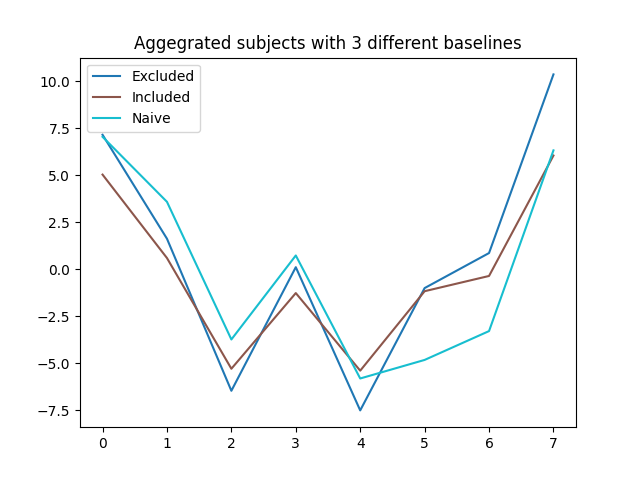 Aggegrated subjects with 3 different baselines
Excluded
Included
Naive
10.0
7.5
5.0
2.5
0.0
−2.5
−5.0
−7.5
0 1 2 3 4 5 6 7